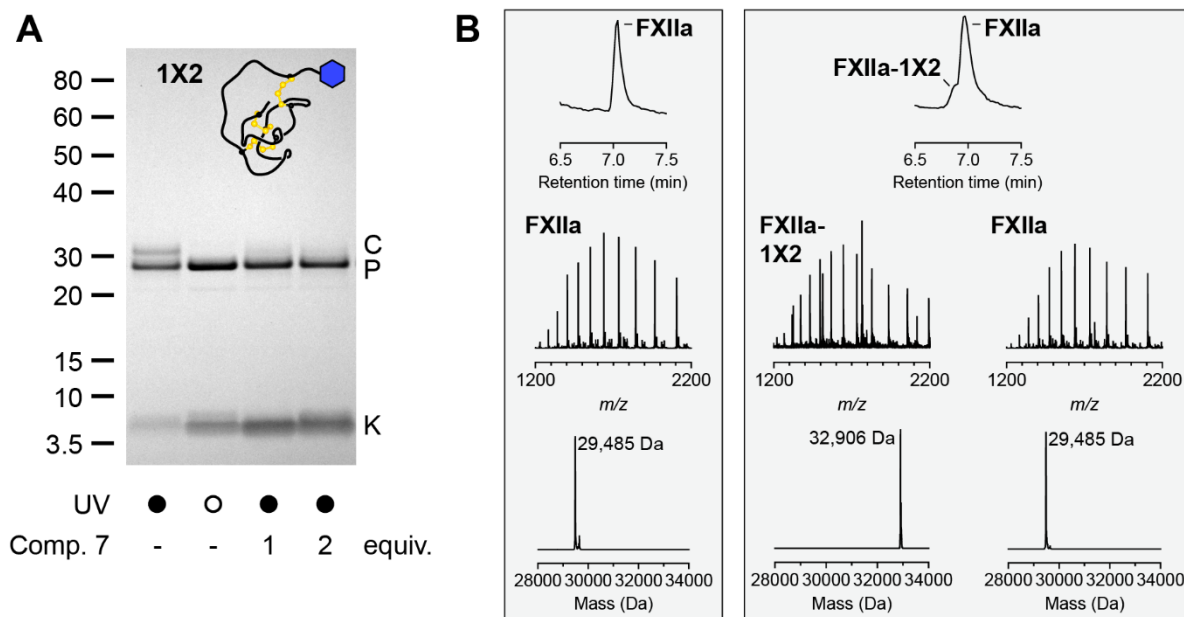 A
1X2
80
60
50
40
30
20
15
10
3.5
C
P
K
UV
Comp. 7 - - 1 2 equiv.
B
FXIIa
6.5 7.0 7.5
Retention time (min)
FXIIa
FXIIa-1X2
6.5 7.0 7.5
Retention time (min)
FXIIa
1200 2200
m/z
FXIIa-
1X2
1200 2200
m/z
FXIIa
1200 2200
m/z
29,485 Da
28000 30000 32000 34000
Mass (Da)
32,906 Da
28000 30000 32000 34000
Mass (Da)
29,485 Da
28000 30000 32000 34000
Mass (Da)